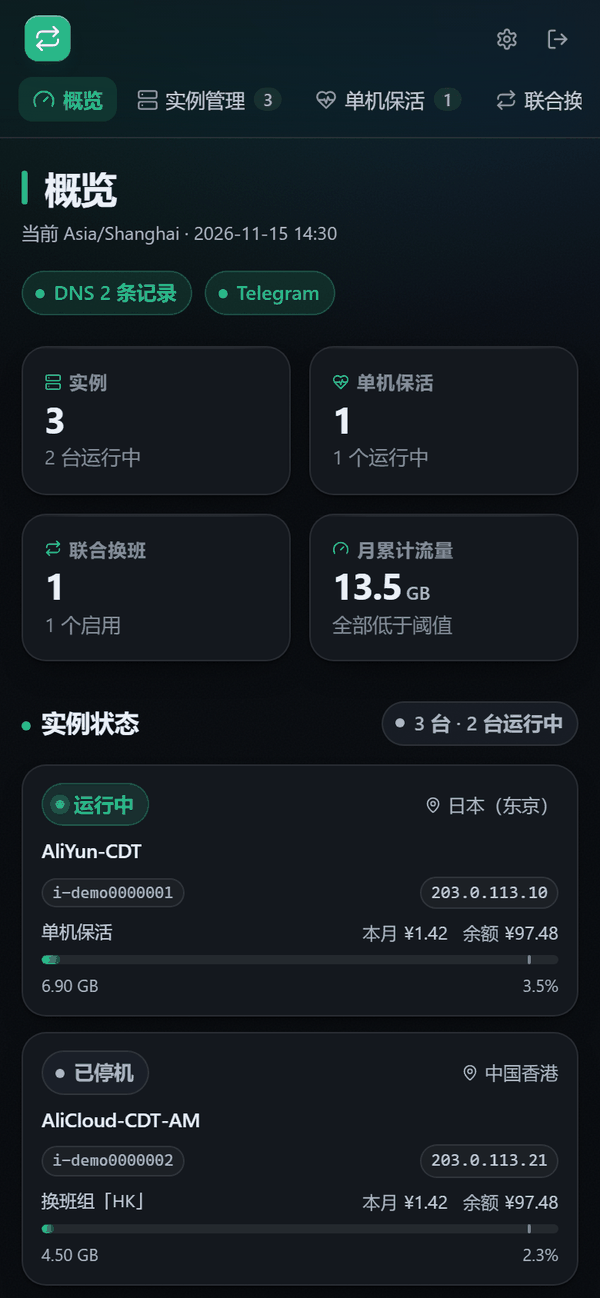 概览 实例管理 3 单机保活 1 联合换
概览
当前 Asia/Shanghai · 2026-11-15 14:30
DNS 2 条记录 Telegram
实例
3
2 台运行中
单机保活
1
1 个运行中
联合换班
1
1 个启用
月累计流量
13.5 GB
全部低于阈值
实例状态 3 台 · 2 台运行中
运行中 日本（东京）
AliYun-CDT
i-demo0000001 203.0.113.10
单机保活 本月 ¥1.42 余额 ¥97.48
6.90 GB 3.5%
已停机 中国香港
AliCloud-CDT-AM
i-demo0000002 203.0.113.21
换班组「HK」 本月 ¥1.42 余额 ¥97.48
4.50 GB 2.3%